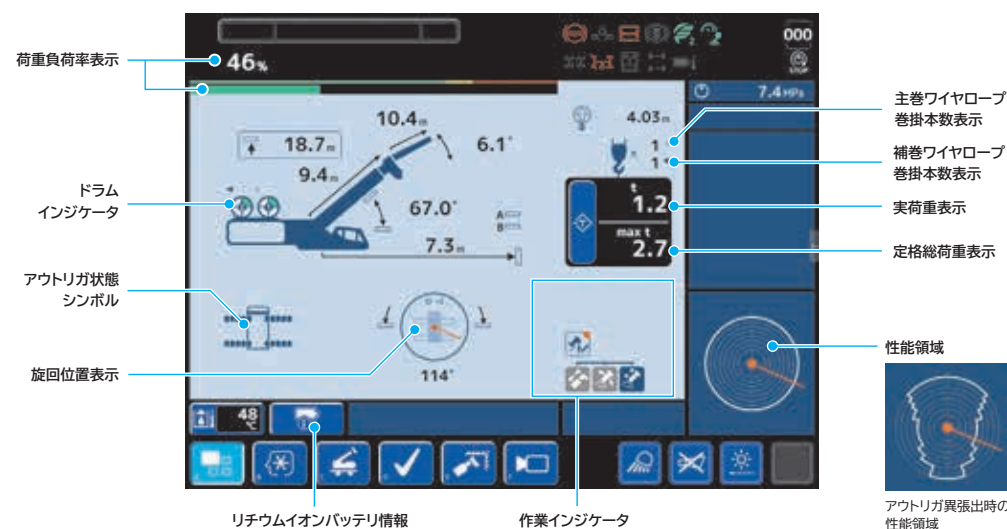 荷重負荷率表示
ドラム
インジケータ
アウトリガ状態
シンボル
旋回位置表示
46%
000
STOP
7.4MPa
10.4m
4.03m
18.7m
6.1°
9.4m
67.0°
A
B
7.3m
1
1
t
1.2
max t
2.7
114°
48
℃
主巻ワイヤロープ
巻掛本数表示
補巻ワイヤロープ
巻掛本数表示
実荷重表示
定格総荷重表示
性能領域
アウトリガ異張出時の
性能領域
リチウムイオンバッテリ情報
作業インジケータ